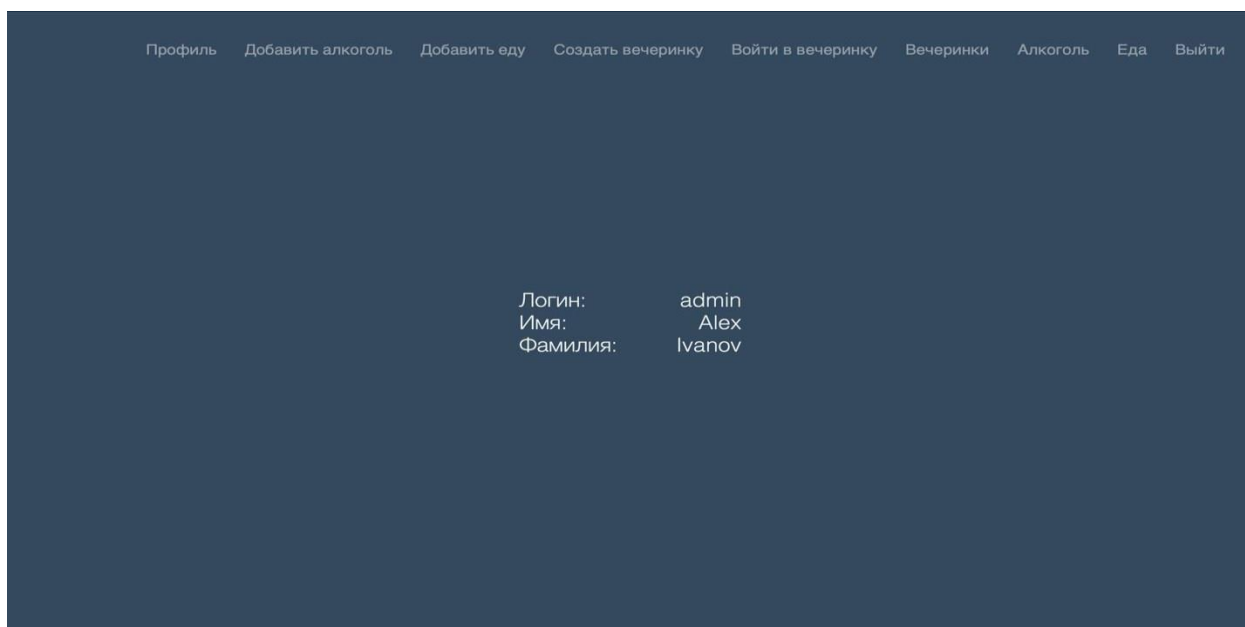 Профиль Добавить алкоголь Добавить еду Создать вечеринку Войти в вечеринку Вечеринки Алкоголь Еда Выйти
Логин: admin
Имя: Alex
Фамилия: Ivanov